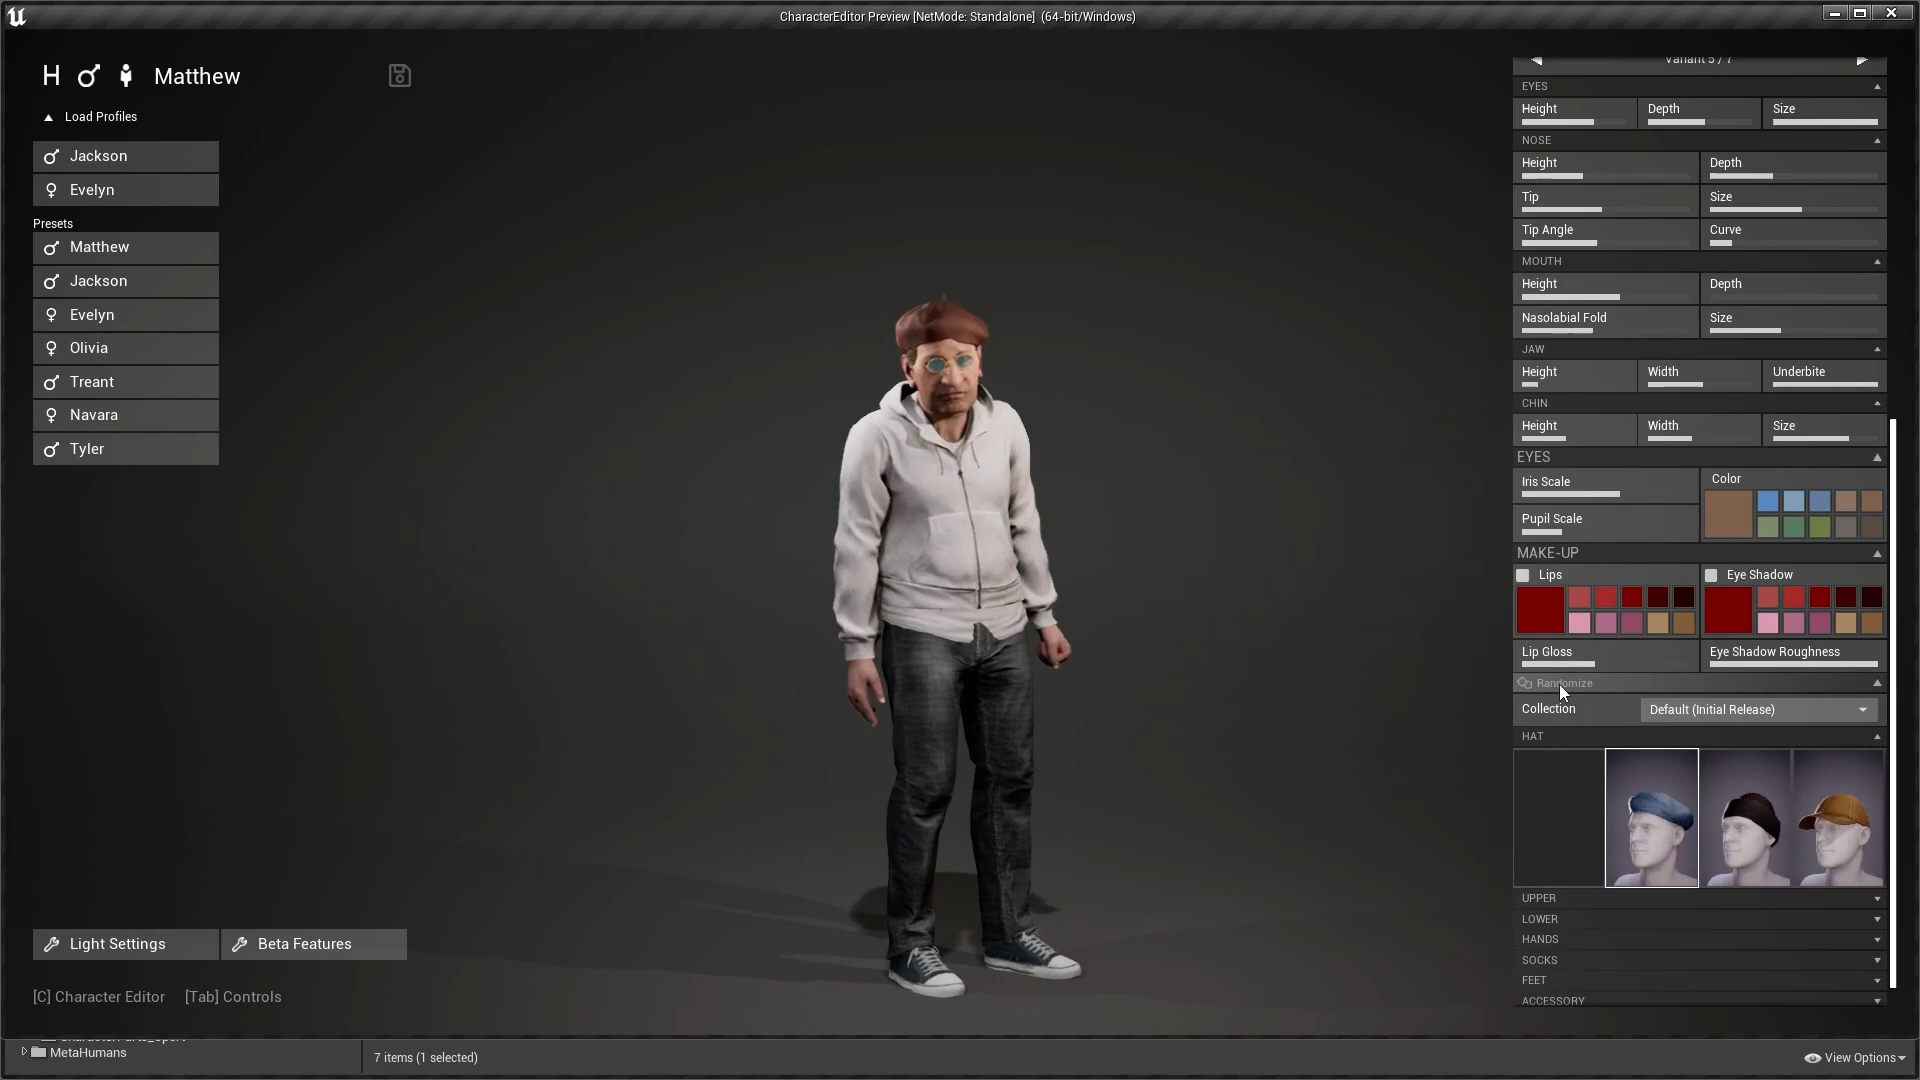 CharacterEditor Preview [NetMode: Standalone] (64-bit/Windows)
H Matthew
Load Profiles
Jackson
Evelyn
Presets
Matthew
Jackson
Evelyn
Olivia
Treant
Navara
Tyler
Light Settings
Beta Features
[C] Character Editor [Tab] Controls
MetaHumans
7 items (1 selected)
View Options
Variant 5 / 7
EYES
Height Depth Size
NOSE
Height Depth
Tip Size
Tip Angle Curve
MOUTH
Height Depth
Nasolabial Fold Size
JAW
Height Width Underbite
CHIN
Height Width Size
EYES
Iris Scale Color
Pupil Scale
MAKE-UP
Lips Eye Shadow
Lip Gloss Eye Shadow Roughness
Randomize
Collection Default (Initial Release)
HAT
UPPER
LOWER
HANDS
SOCKS
FEET
ACCESSORY